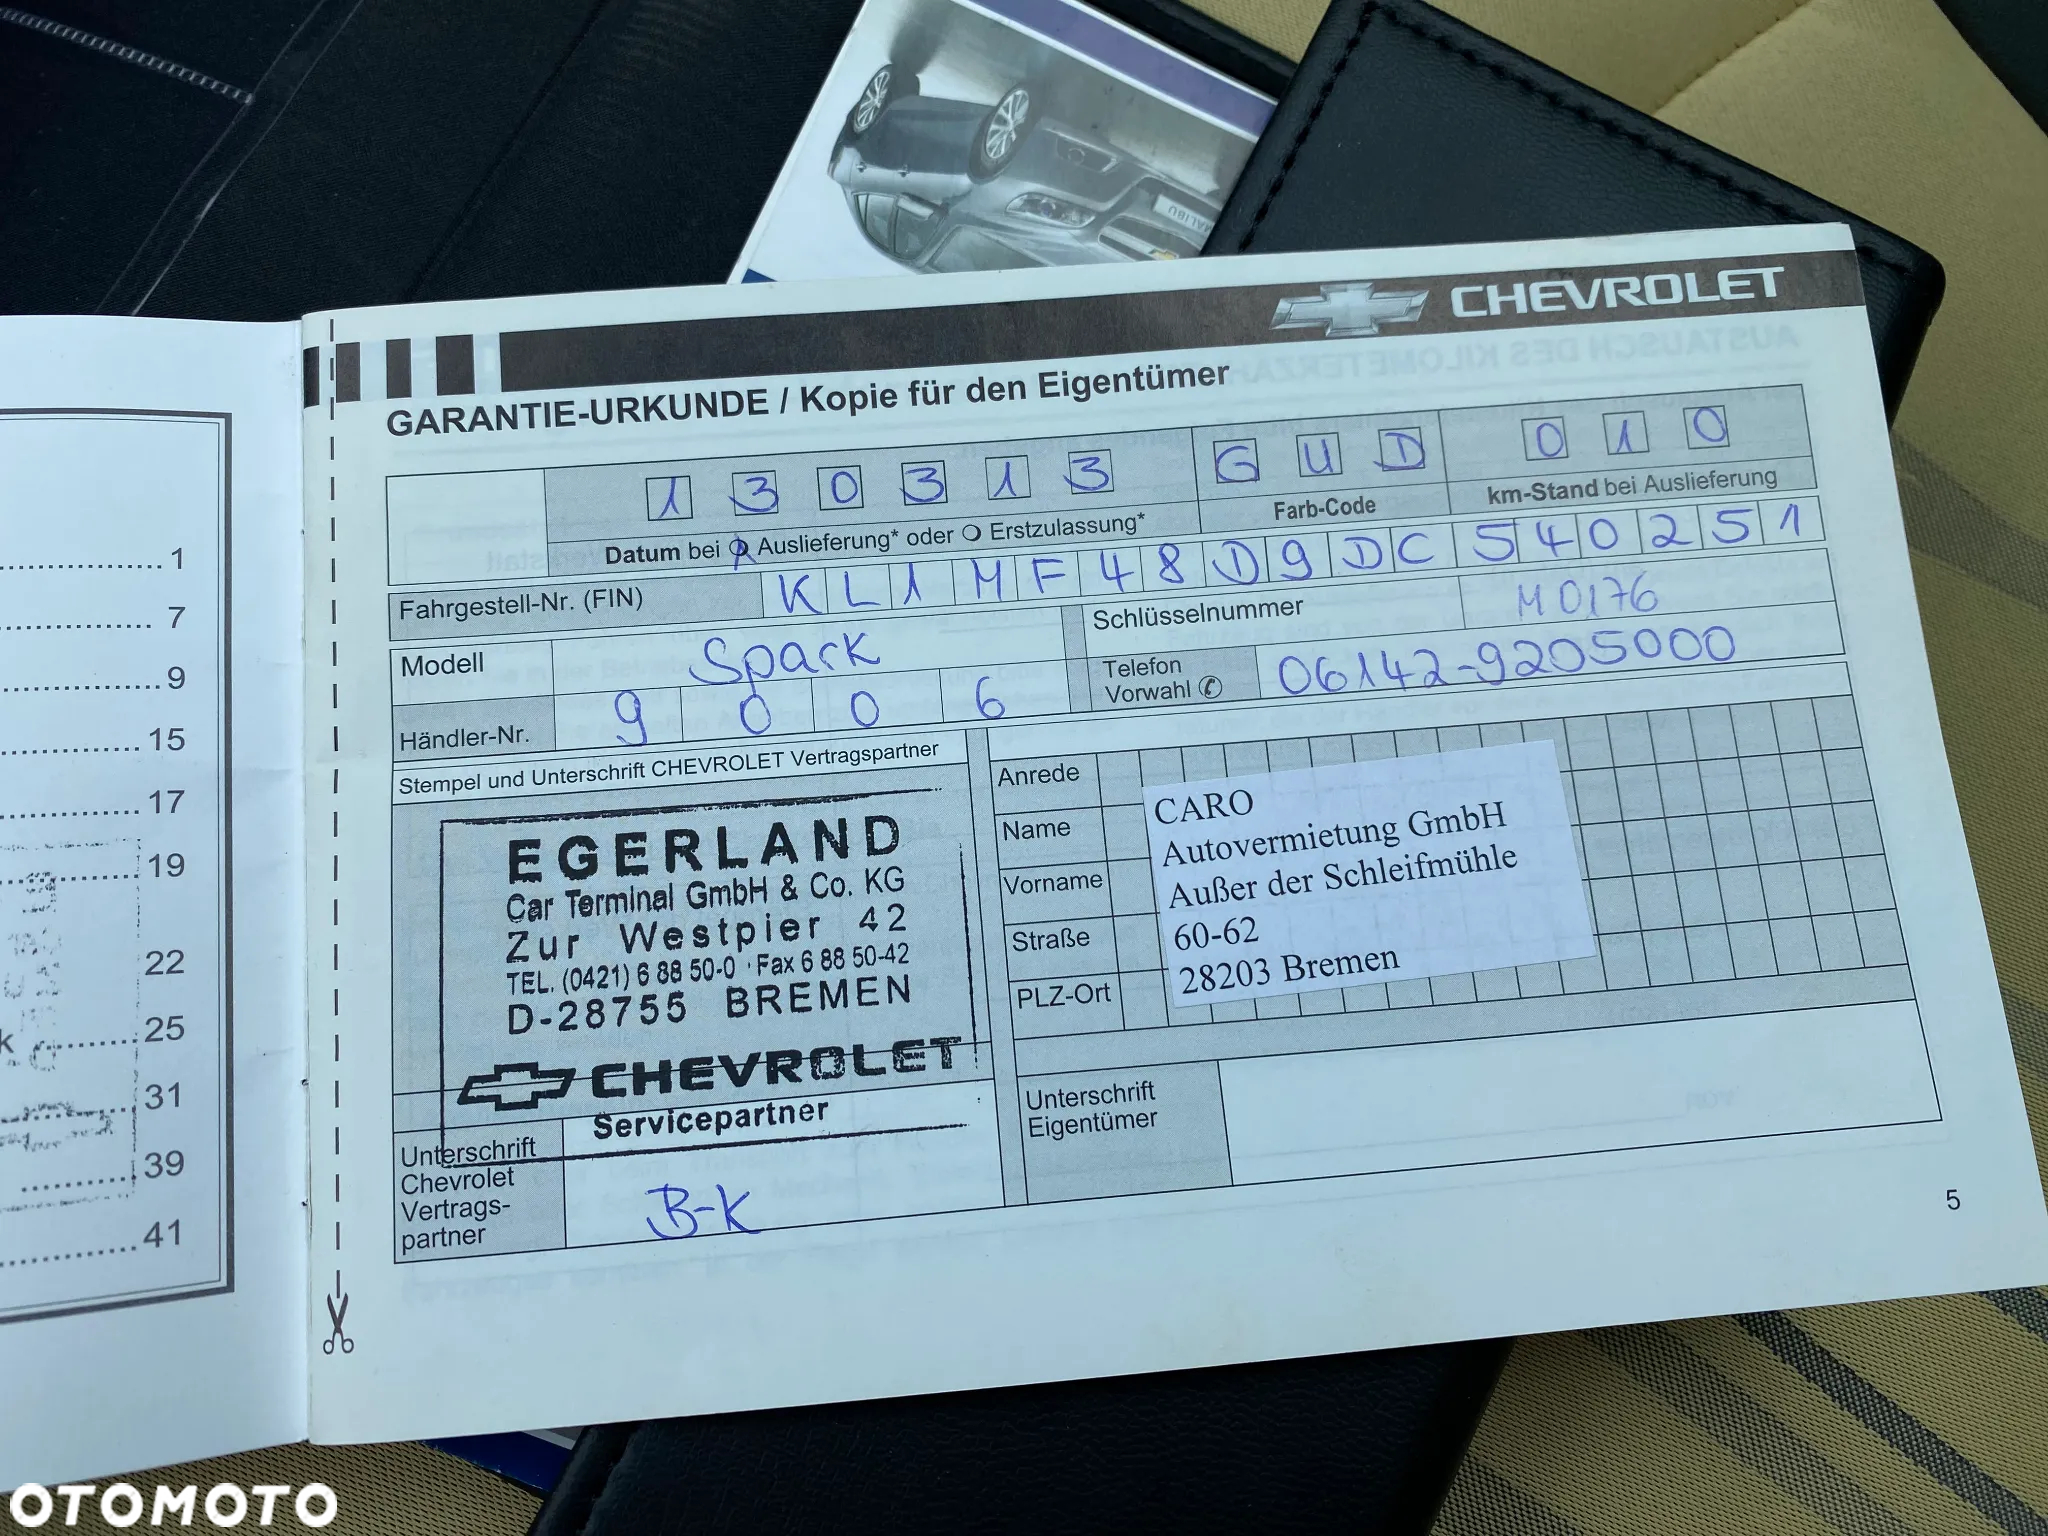 MALIBU
CHEVROLET
GARANTIE-URKUNDE / Kopie für den Eigentümer
1 3 0 3 1 3 G U D 0 1 0
Datum bei Auslieferung* oder Erstzulassung* Farb-Code km-Stand bei Auslieferung
Fahrgestell-Nr. (FIN) K L 1 M F 4 8 D 9 D C 5 4 0 2 5 1
Modell Spark Schlüsselnummer M0176
Händler-Nr. 9 0 0 6 Telefon Vorwahl 06142-9205000
Stempel und Unterschrift CHEVROLET Vertragspartner
EGERLAND
Car Terminal GmbH & Co. KG
Zur Westpier 42
TEL. (0421) 6 88 50-0 · Fax 6 88 50-42
D-28755 BREMEN
CHEVROLET
Servicepartner
Unterschrift
Chevrolet
Vertrags-
partner
B-K
Anrede
Name
Vorname
Straße
PLZ-Ort
CARO
Autovermietung GmbH
Außer der Schleifmühle
60-62
28203 Bremen
Unterschrift
Eigentümer
5
1
7
9
15
17
19
22
k 25
31
39
41
OTOMOTO